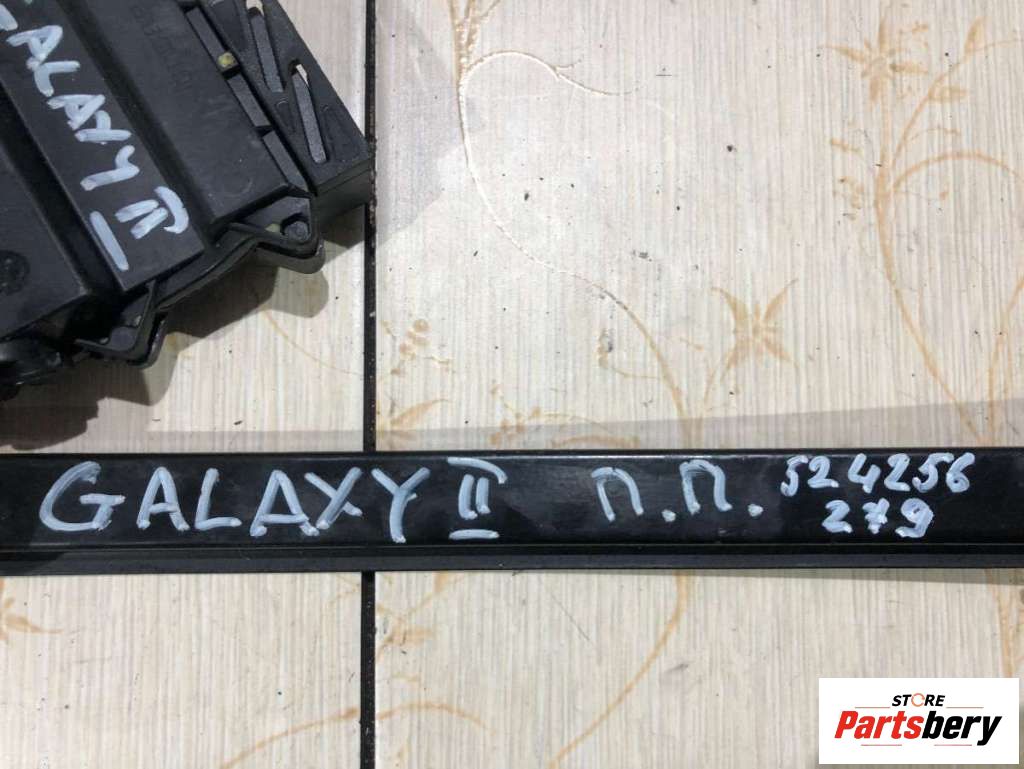 GALAXY II
GALAXY II П.П. 524256
279
STORE
Partsbery